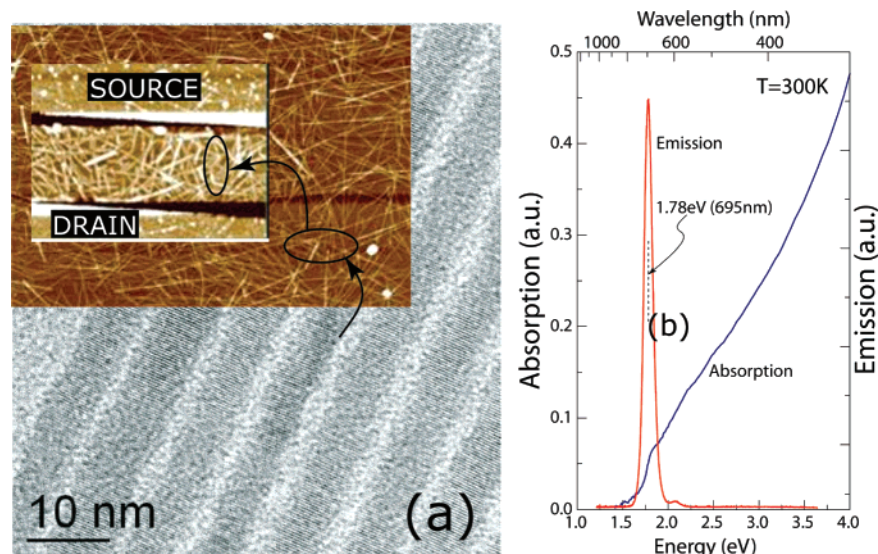 SOURCE
DRAIN
10 nm
(a)
Wavelength (nm)
1000
600
400
0.5
0.4
0.3
0.2
0.1
0.0
Absorption (a.u.)
T=300K
Emission
1.78eV (695nm)
(b)
Absorption
Emission (a.u.)
1.0
1.5
2.0
2.5
3.0
3.5
4.0
Energy (eV)